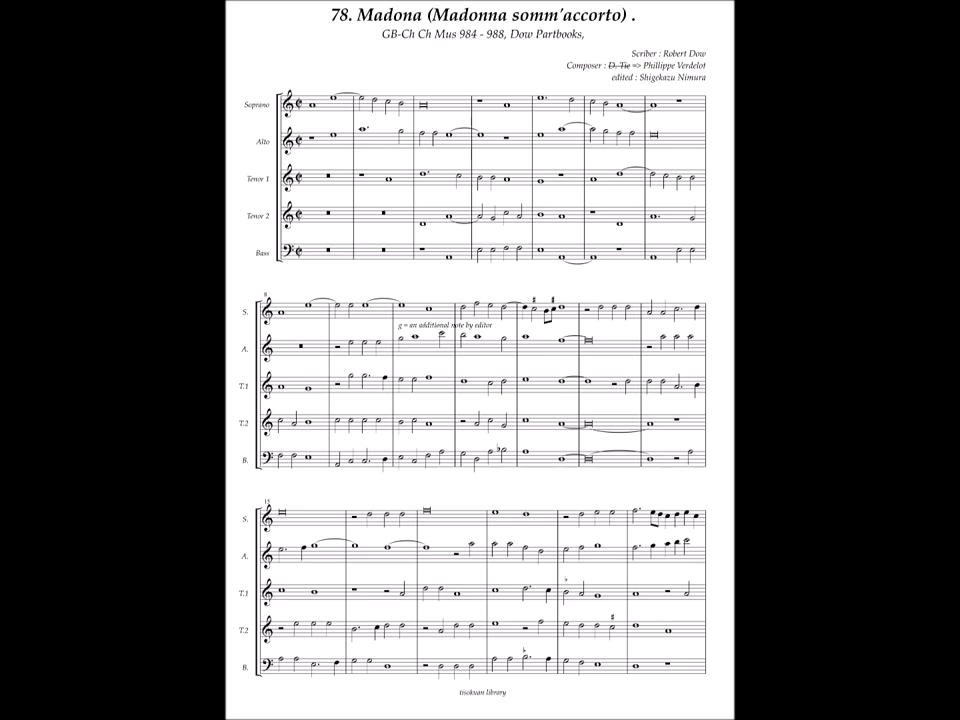 78. Madona (Madonna somm'accorto) .
GB-Ch Ch Mus 984 - 988, Dow Partbooks,
Scriber : Robert Dow
Composer : D. Tie => Phillippe Verdelot
edited : Shigekazu Nimura
Soprano
Alto
Tenor 1
Tenor 2
Bass
8
S.
g = an additional note by editor
A.
T.1
T.2
B.
15
S.
A.
T.1
T.2
B.
tisokuan library